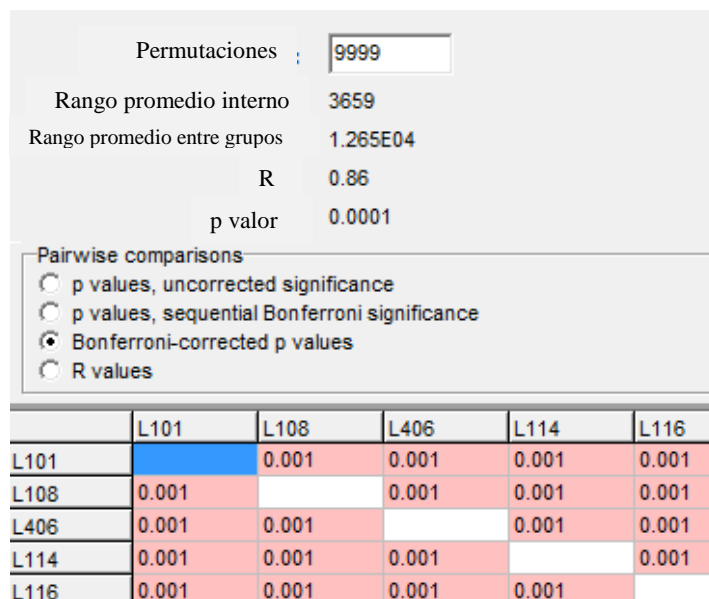 Permutaciones : 9999
Rango promedio interno 3659
Rango promedio entre grupos 1.265E04
R 0.86
p valor 0.0001
Pairwise comparisons
p values, uncorrected significance
p values, sequential Bonferroni significance
Bonferroni-corrected p values
R values
L101 L108 L406 L114 L116
L101 0.001 0.001 0.001 0.001
L108 0.001 0.001 0.001 0.001
L406 0.001 0.001 0.001 0.001
L114 0.001 0.001 0.001 0.001
L116 0.001 0.001 0.001 0.001